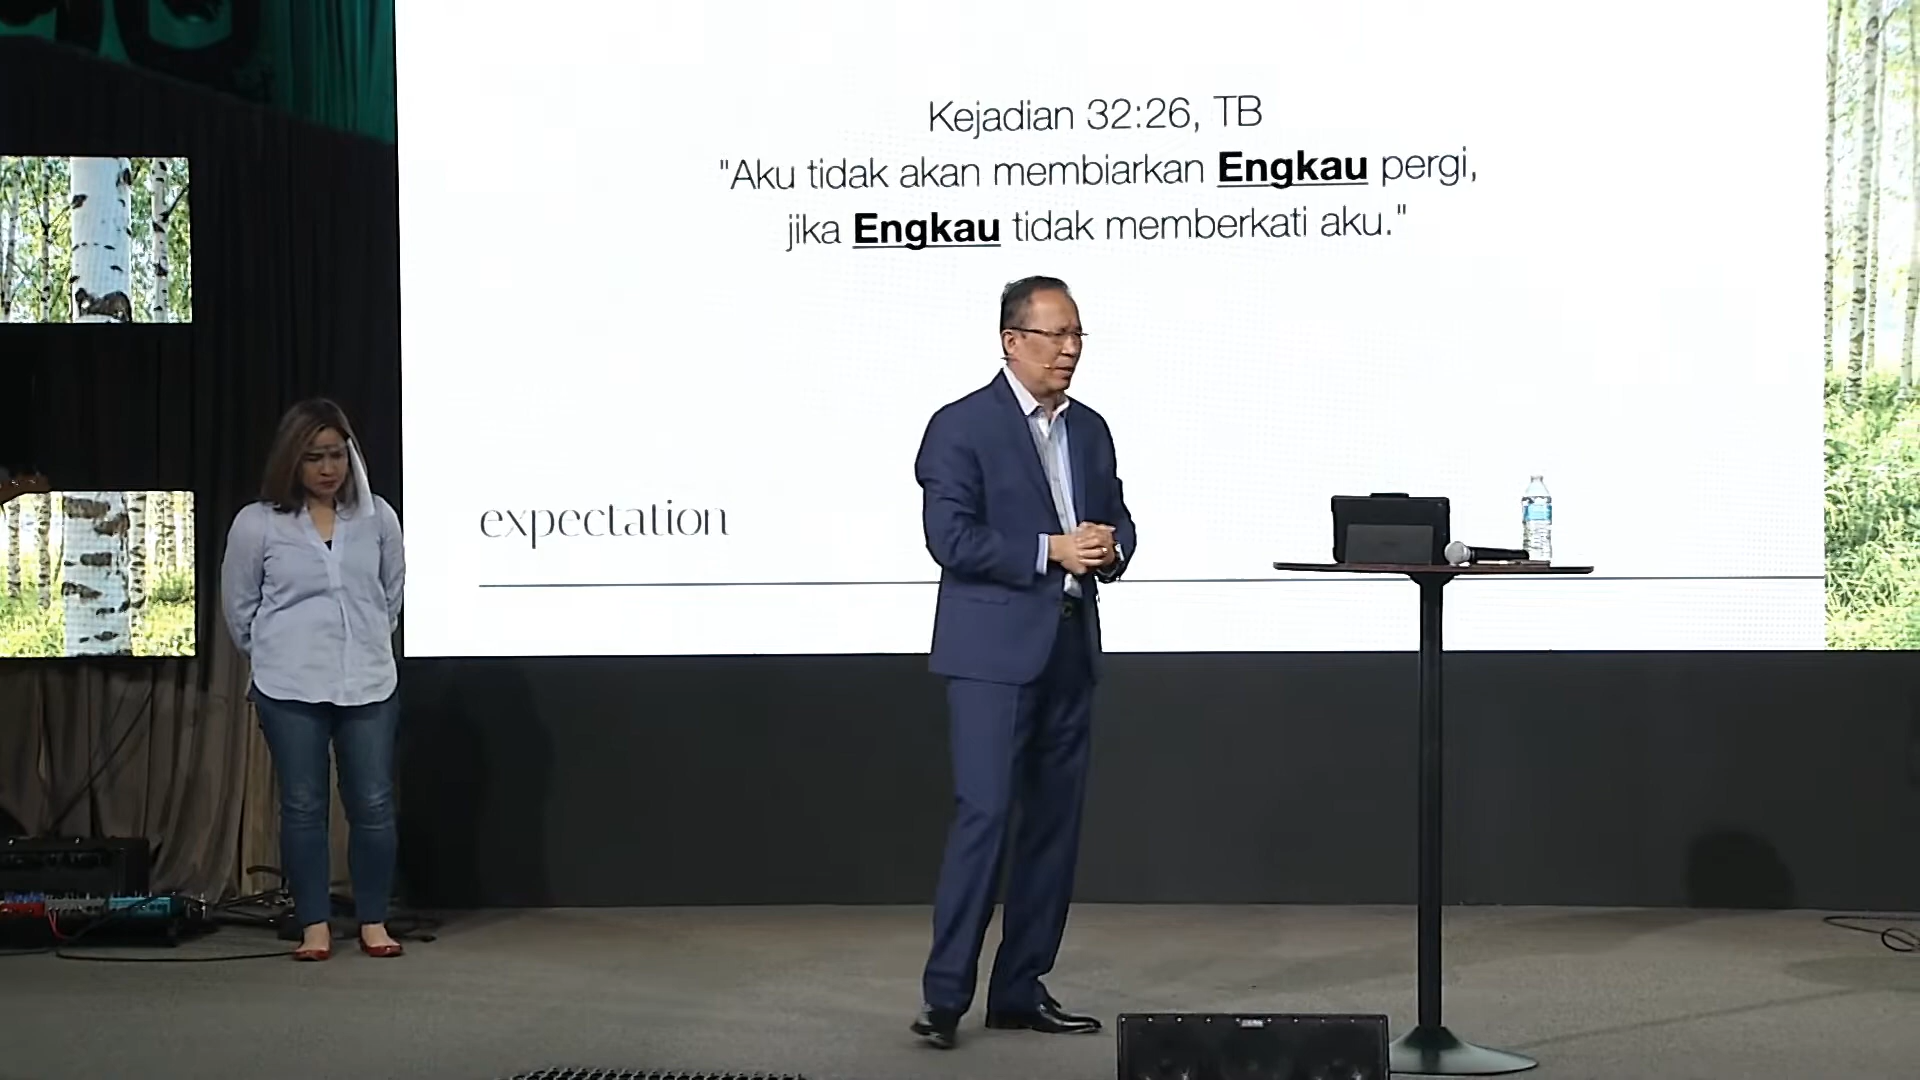 Kejadian 32:26, TB
"Aku tidak akan membiarkan Engkau pergi,
jika Engkau tidak memberkati aku."
expectation